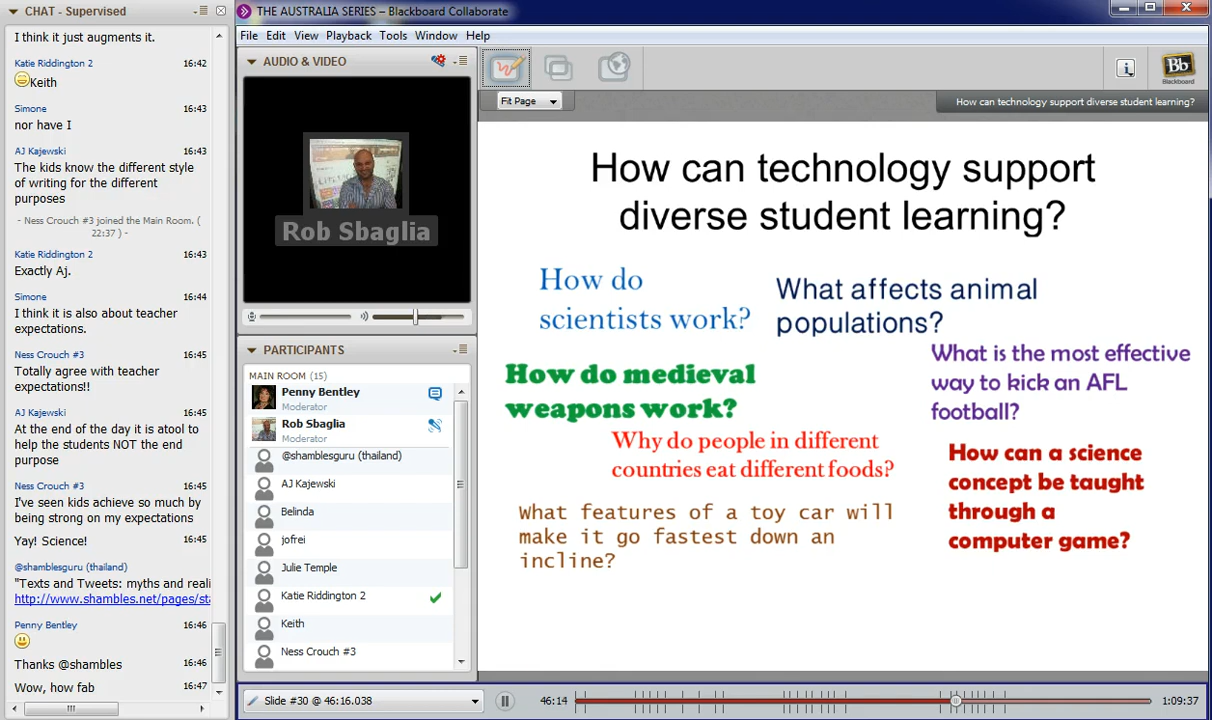 CHAT - Supervised
I think it just augments it.
Katie Riddington 2 16:42
Keith
Simone 16:43
nor have I
AJ Kajewski 16:43
The kids know the different style
of writing for the different
purposes
- Ness Crouch #3 joined the Main Room. (
22:37 ) -
Katie Riddington 2 16:43
Exactly Aj.
Simone 16:44
I think it is also about teacher
expectations.
Ness Crouch #3 16:45
Totally agree with teacher
expectations!!
AJ Kajewski 16:45
At the end of the day it is atool to
help the students NOT the end
purpose
Ness Crouch #3 16:45
I've seen kids achieve so much by
being strong on my expectations
Yay! Science! 16:45
@shamblesguru (thailand)
"Texts and Tweets: myths and reali
http://www.shambles.net/pages/sta
Penny Bentley 16:46
Thanks @shambles 16:46
Wow, how fab 16:47
THE AUSTRALIA SERIES – Blackboard Collaborate
File Edit View Playback Tools Window Help
AUDIO & VIDEO
Rob Sbaglia
PARTICIPANTS
MAIN ROOM (15)
Penny Bentley
Moderator
Rob Sbaglia
Moderator
@shamblesguru (thailand)
AJ Kajewski
Belinda
jofrei
Julie Temple
Katie Riddington 2
Keith
Ness Crouch #3
Bb
Blackboard
Fit Page
How can technology support diverse student learning?
How can technology support
diverse student learning?
How do
scientists work?
What affects animal
populations?
What is the most effective
way to kick an AFL
football?
How do medieval
weapons work?
Why do people in different
countries eat different foods?
How can a science
concept be taught
through a
computer game?
What features of a toy car will
make it go fastest down an
incline?
Slide #30 @ 46:16.038
46:14
1:09:37